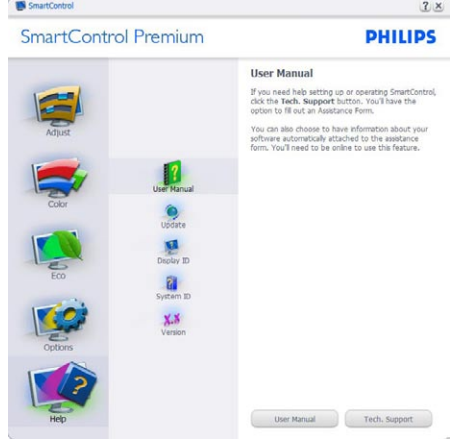 SmartControl
? x
SmartControl Premium
PHILIPS
Adjust
Color
Eco
Options
Help
User Manual
Update
Display ID
System ID
Version
User Manual
If you need help setting up or operating SmartControl,
click the Tech. Support button. You'll have the
option to fill out an Assistance Form.
You can also choose to have information about your
software automatically attached to the assistance
form. You'll need to be online to use this feature.
User Manual
Tech. Support